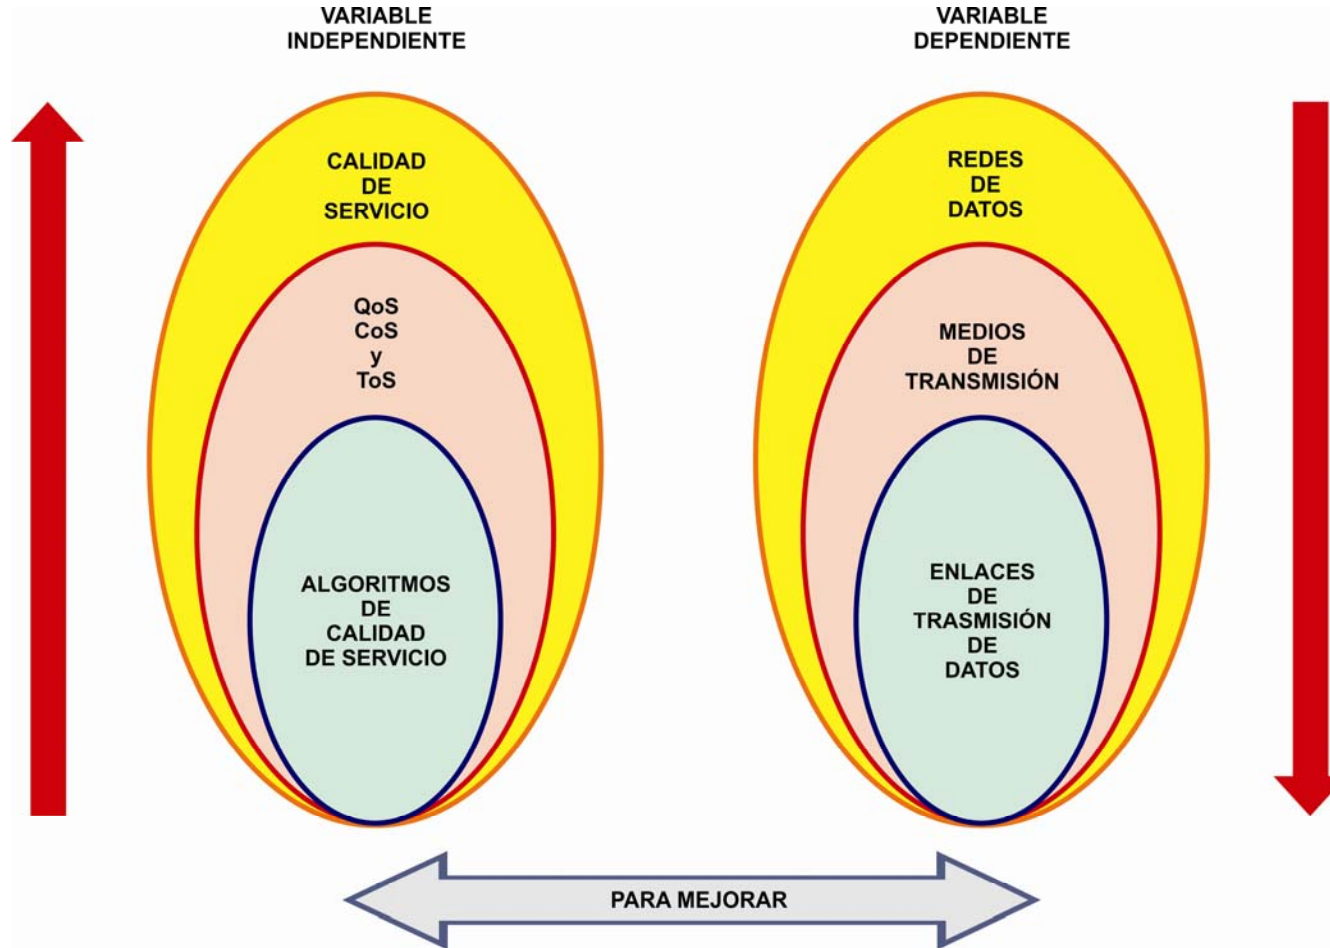 VARIABLE
INDEPENDIENTE
CALIDAD
DE
SERVICIO
QoS
CoS
y
ToS
ALGORITMOS
DE
CALIDAD
DE SERVICIO
VARIABLE
DEPENDIENTE
REDES
DE
DATOS
MEDIOS
DE
TRANSMISIÓN
ENLACES
DE
TRASMISIÓN
DE
DATOS
PARA MEJORAR